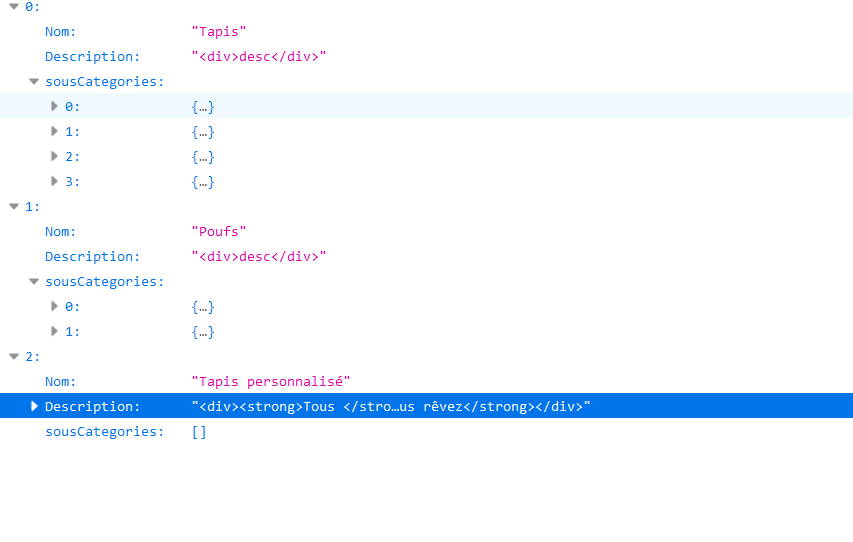 0:
Nom: "Tapis"
Description: "<div>desc</div>"
sousCategories:
0: {…}
1: {…}
2: {…}
3: {…}
1:
Nom: "Poufs"
Description: "<div>desc</div>"
sousCategories:
0: {…}
1: {…}
2:
Nom: "Tapis personnalisé"
Description: "<div><strong>Tous </stro…us rêvez</strong></div>"
sousCategories: []